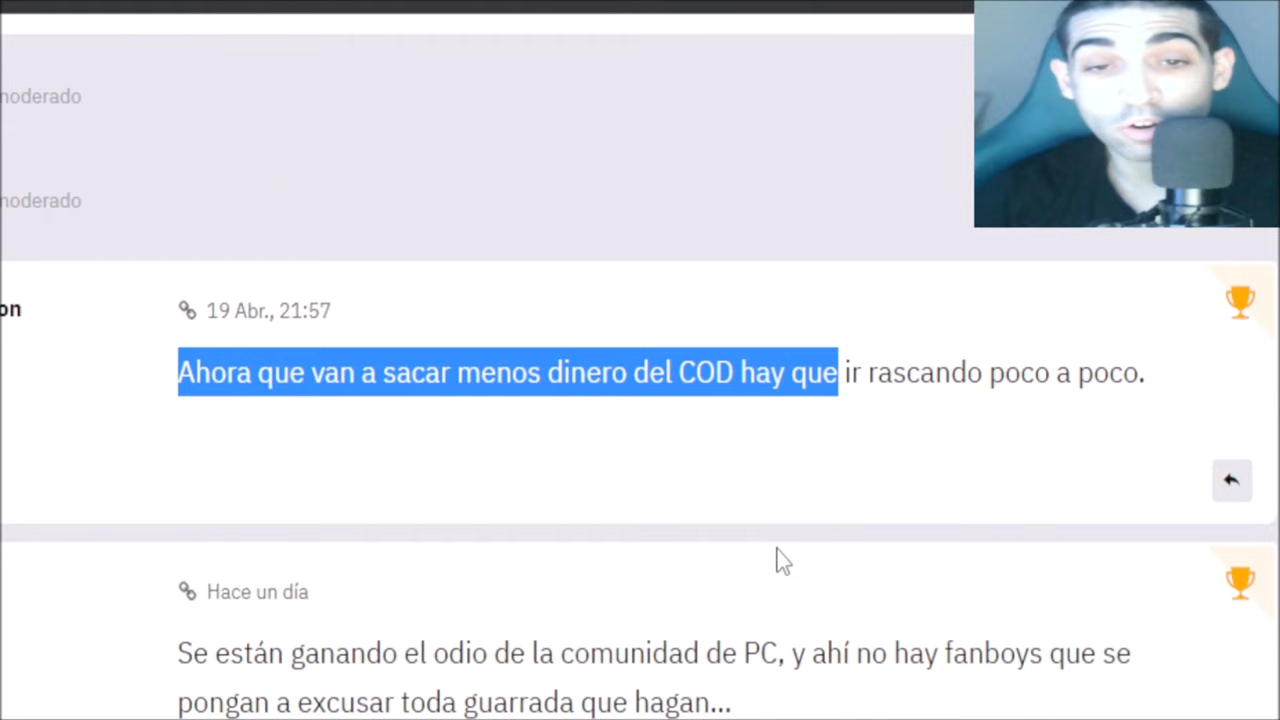 moderado
moderado
on
19 Abr., 21:57
Ahora que van a sacar menos dinero del COD hay que ir rascando poco a poco.
Hace un día
Se están ganando el odio de la comunidad de PC, y ahí no hay fanboys que se
pongan a excusar toda guarrada que hagan...